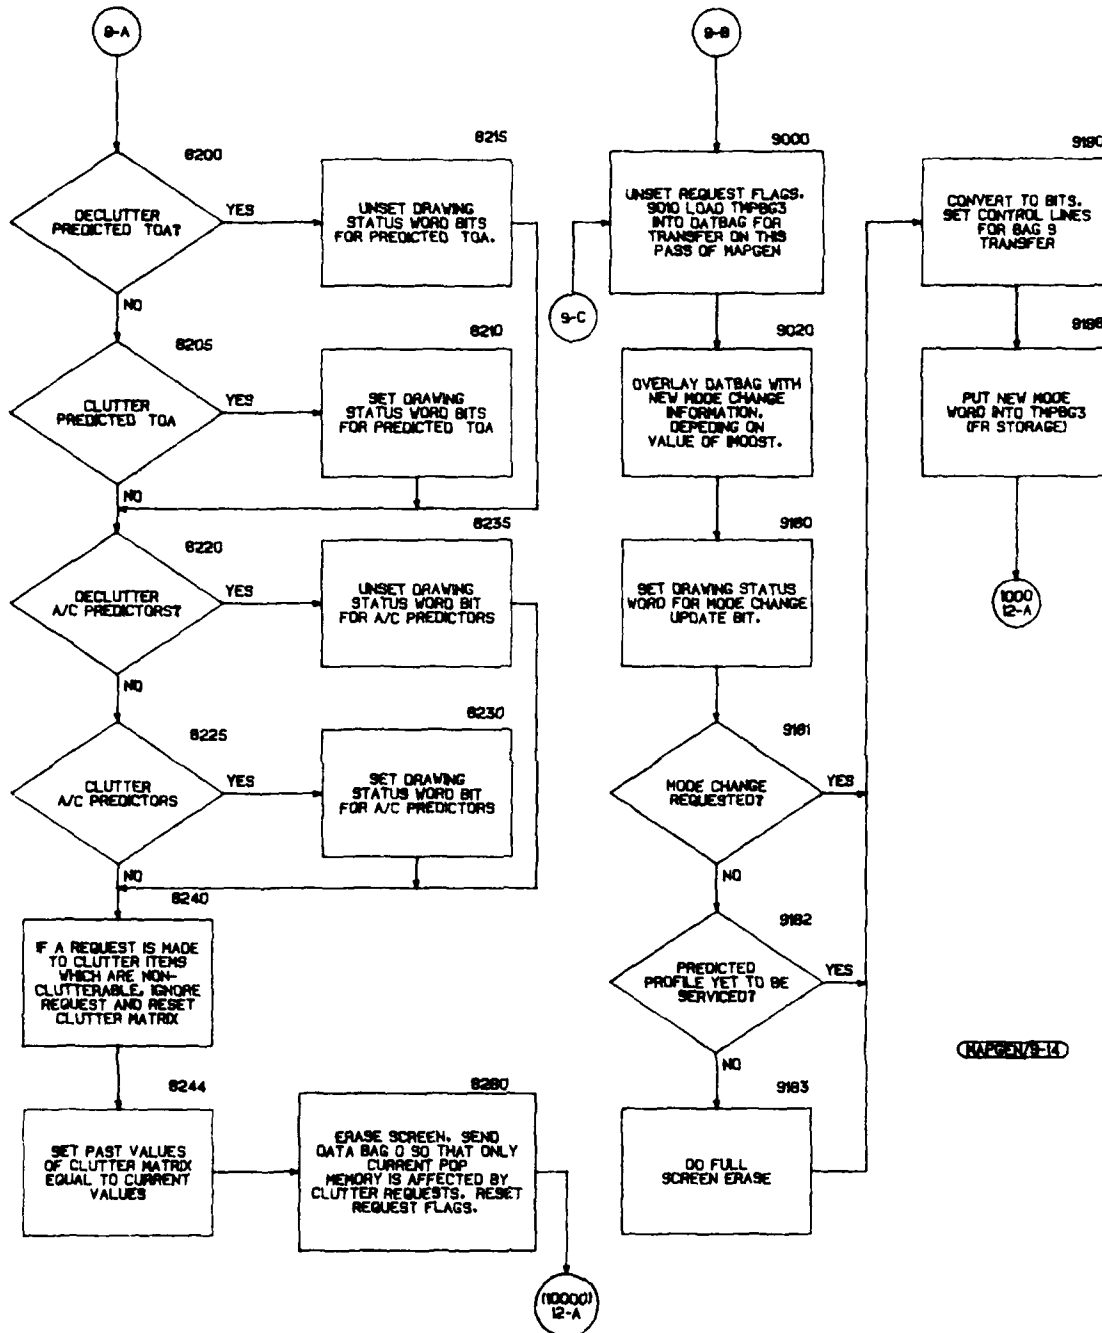 9-A
8200
DECLUTTER
PREDICTED TOA?
YES
8215
UNSET DRAWING
STATUS WORD BITS
FOR PREDICTED TOA.
NO
8205
CLUTTER
PREDICTED TOA
YES
8210
SET DRAWING
STATUS WORD BITS
FOR PREDICTED TOA
NO
8220
DECLUTTER
A/C PREDICTORS?
YES
8235
UNSET DRAWING
STATUS WORD BIT
FOR A/C PREDICTORS
NO
8225
CLUTTER
A/C PREDICTORS
YES
8230
SET DRAWING
STATUS WORD BIT
FOR A/C PREDICTORS
NO
8240
IF A REQUEST IS MADE
TO CLUTTER ITEMS
WHICH ARE NON-
CLUTTERABLE, IGNORE
REQUEST AND RESET
CLUTTER MATRIX
8244
SET PAST VALUES
OF CLUTTER MATRIX
EQUAL TO CURRENT
VALUES
8280
ERASE SCREEN. SEND
DATA BAG 0 SO THAT ONLY
CURRENT PDP
MEMORY IS AFFECTED BY
CLUTTER REQUESTS. RESET
REQUEST FLAGS.
(10000)
12-A
9-B
9000
UNSET REQUEST FLAGS.
9010 LOAD TMPBG3
INTO DATBAG FOR
TRANSFER ON THIS
PASS OF MAPGEN
9-C
9020
OVERLAY DATBAG WITH
NEW MODE CHANGE
INFORMATION,
DEPEDING ON
VALUE OF IMODST.
9180
SET DRAWING STATUS
WORD FOR MODE CHANGE
UPDATE BIT.
9181
MODE CHANGE
REQUESTED?
YES
NO
9182
PREDICTED
PROFILE YET TO BE
SERVICED?
YES
NO
9183
DO FULL
SCREEN ERASE
9190
CONVERT TO BITS.
SET CONTROL LINES
FOR BAG 9
TRANSFER
9198
PUT NEW MODE
WORD INTO TMPBG3
(FR STORAGE)
1000
12-A
MAPGEN/9-14